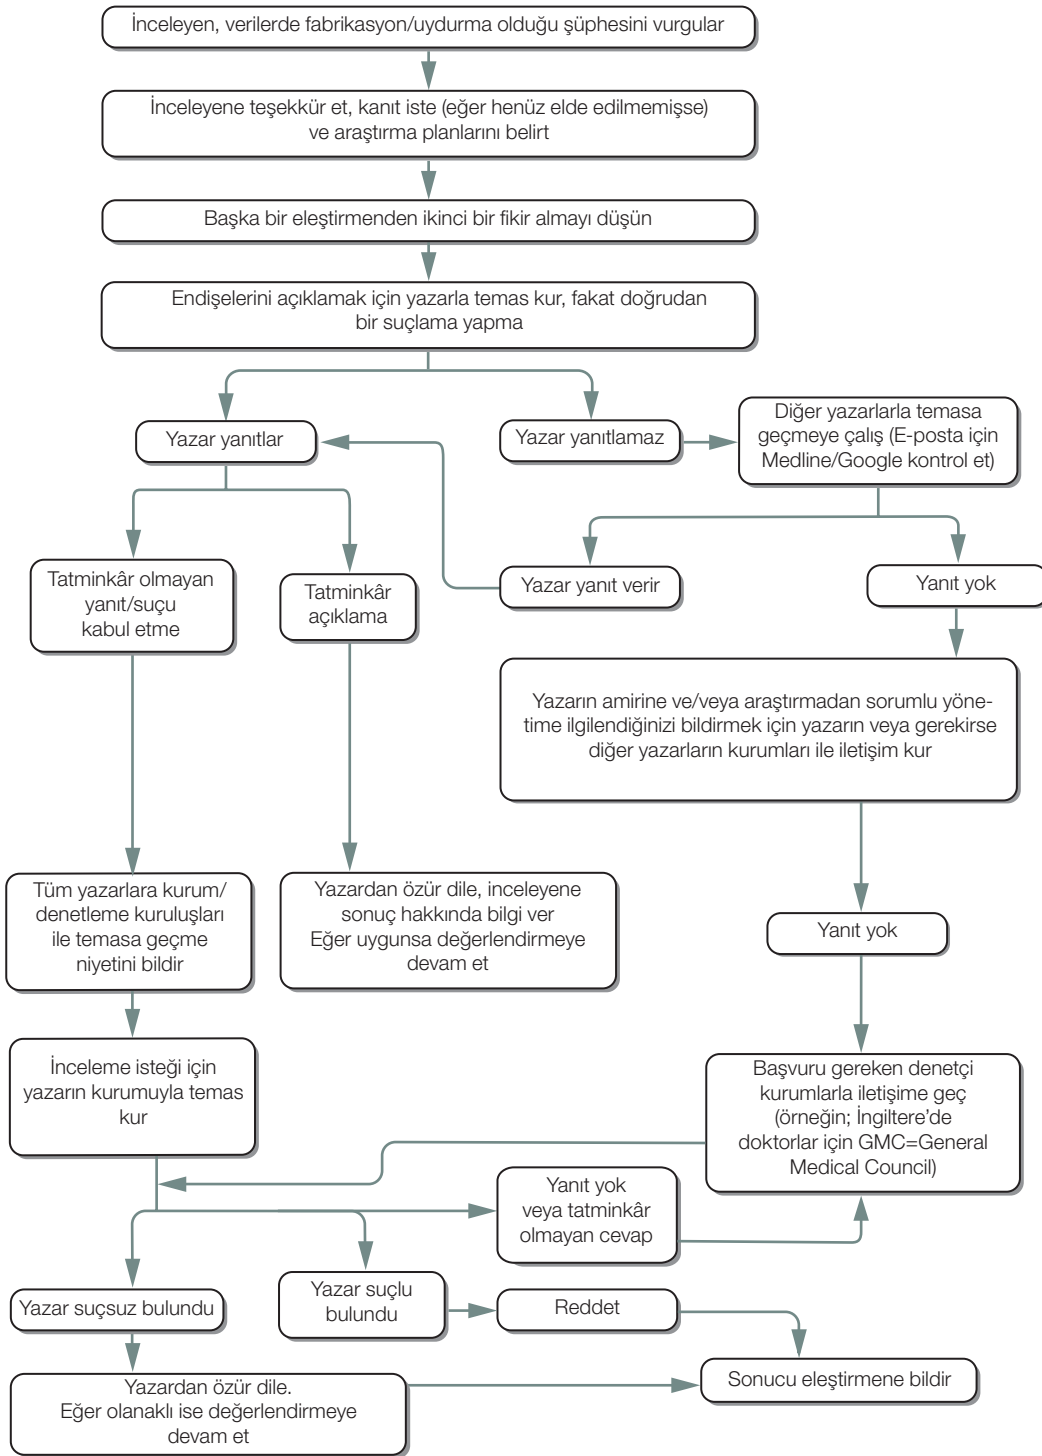 İnceleyen, verilerde fabrikasyon/uydurma olduğu şüphesini vurgular
İnceleyene teşekkür et, kanıt iste (eğer henüz elde edilmemişse)
ve araştırma planlarını belirt
Başka bir eleştirmenden ikinci bir fikir almayı düşün
Endişelerini açıklamak için yazarla temas kur, fakat doğrudan
bir suçlama yapma
Yazar yanıtlar
Yazar yanıtlamaz
Diğer yazarlarla temasa
geçmeye çalış (E-posta için
Medline/Google kontrol et)
Tatminkâr olmayan
yanıt/suçu
kabul etme
Tatminkâr
açıklama
Yazar yanıt verir
Yanıt yok
Yazarın amirine ve/veya araştırmadan sorumlu yöne-
time ilgilendiğinizi bildirmek için yazarın veya gerekirse
diğer yazarların kurumları ile iletişim kur
Tüm yazarlara kurum/
denetleme kuruluşları
ile temasa geçme
niyetini bildir
Yazardan özür dile, inceleyene
sonuç hakkında bilgi ver
Eğer uygunsa değerlendirmeye
devam et
Yanıt yok
İnceleme isteği için
yazarın kurumuyla temas
kur
Başvuru gereken denetçi
kurumlarla iletişime geç
(örneğin; İngiltere’de
doktorlar için GMC=General
Medical Council)
Yanıt yok
veya tatminkâr
olmayan cevap
Yazar suçsuz bulundu
Yazar suçlu
bulundu
Reddet
Yazardan özür dile.
Eğer olanaklı ise değerlendirmeye
devam et
Sonucu eleştirmene bildir